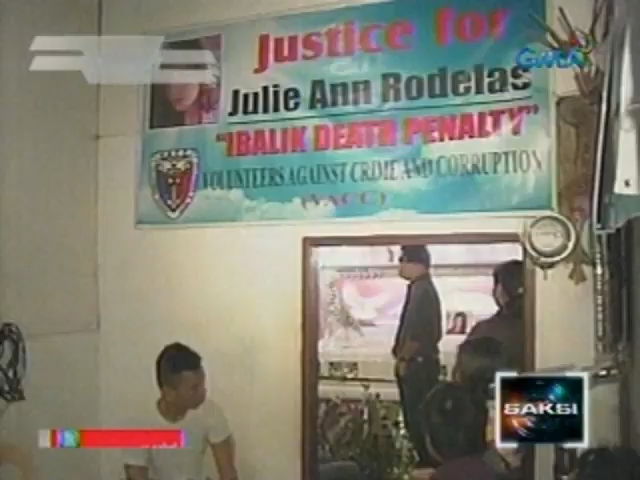 Justice for
GMA
Julie Ann Rodelas
"IBALIK DEATH PENALTY"
VOLUNTEERS AGAINST CRIME AND CORRUPTION
(VACC)
SAKSI